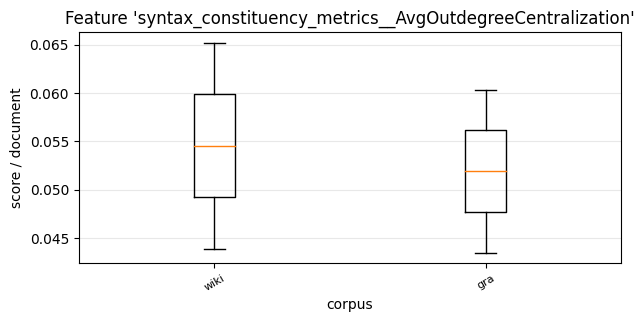 Feature 'syntax_constituency_metrics__AvgOutdegreeCentralization'
score / document
0.065
0.060
0.055
0.050
0.045
wiki
gra
corpus